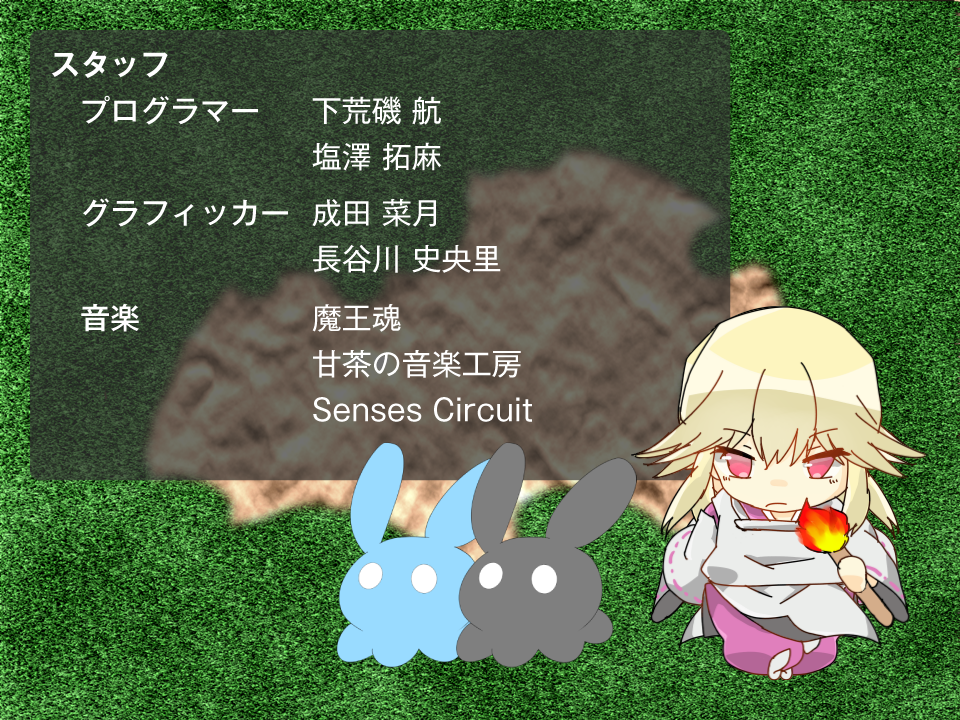 スタッフ
プログラマー 下荒磯 航
塩澤 拓麻
グラフィッカー 成田 菜月
長谷川 史央里
音楽 魔王魂
甘茶の音楽工房
Senses Circuit